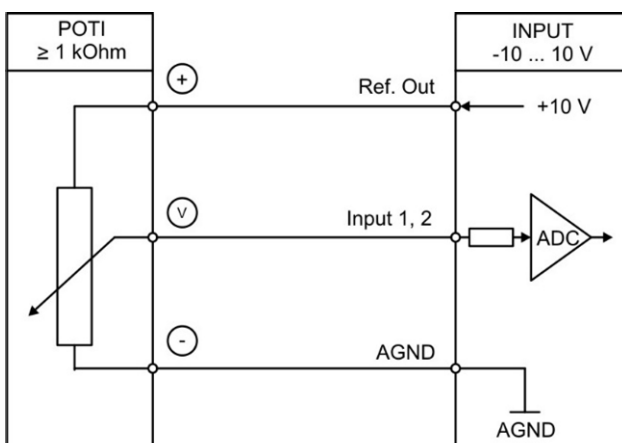 POTI
≥ 1 kOhm
INPUT
-10 ... 10 V
+
Ref. Out
+10 V
V
Input 1, 2
ADC
-
AGND
AGND